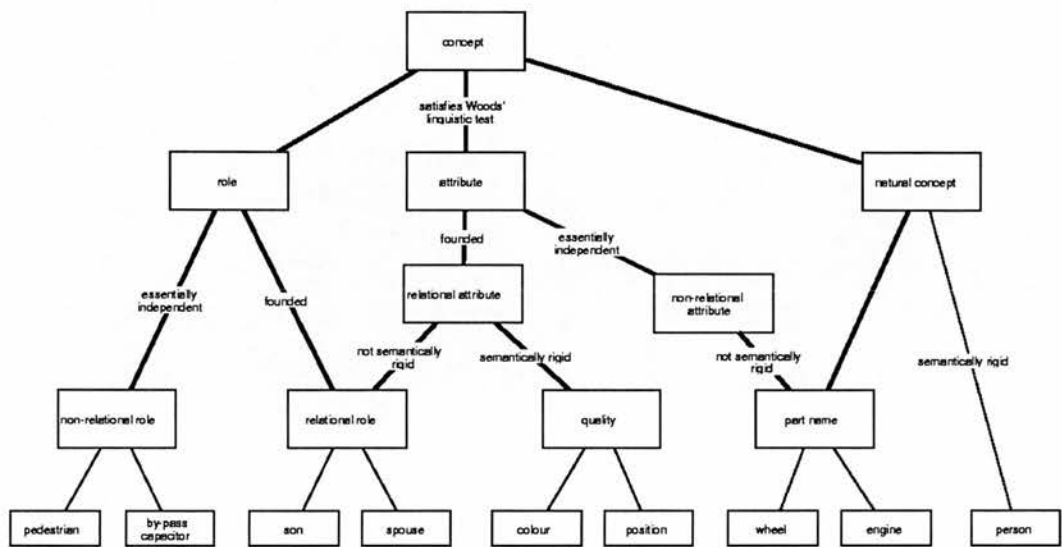 concept
satisfies Woods'
linguistic test
role
attribute
natural concept
founded
essentially
independent
relational attribute
non-relational
attribute
essentially
independent
founded
not semantically
rigid
semantically rigid
not semantically
rigid
semantically rigid
non-relational role
relational role
quality
part name
pedestrian
by-pass
capacitor
son
spouse
colour
position
wheel
engine
person